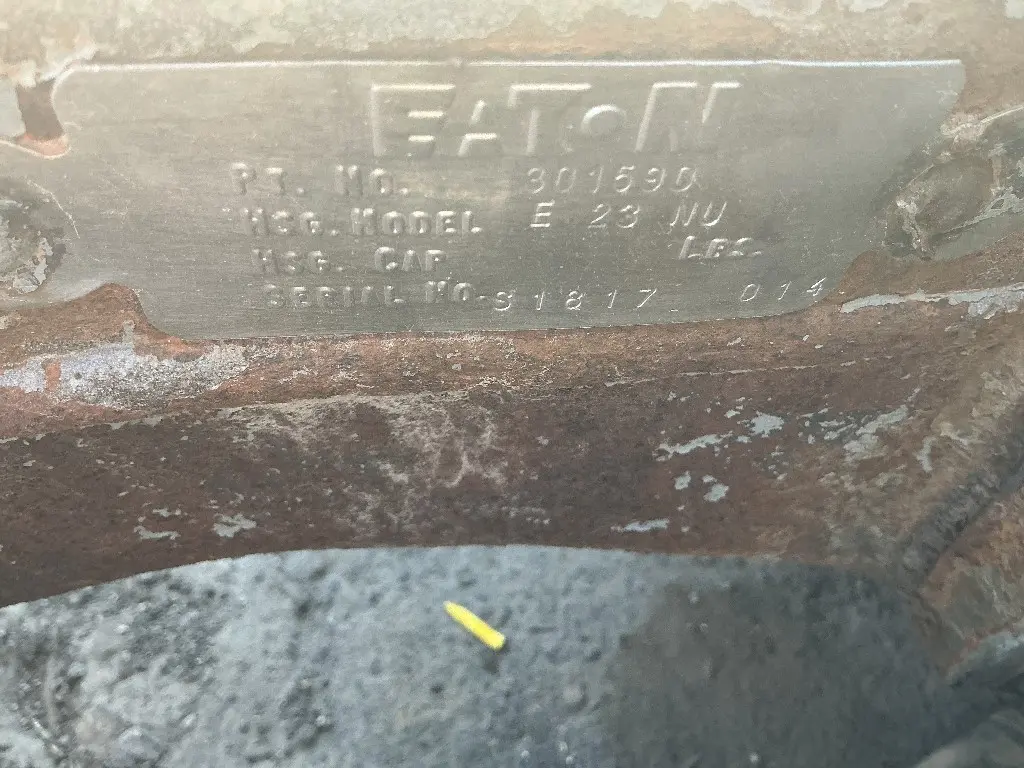 EATON
PT. NO. 301590
HSG. MODEL E 23 NU
HSG. CAP. LBS.
SERIAL NO. S1817 014